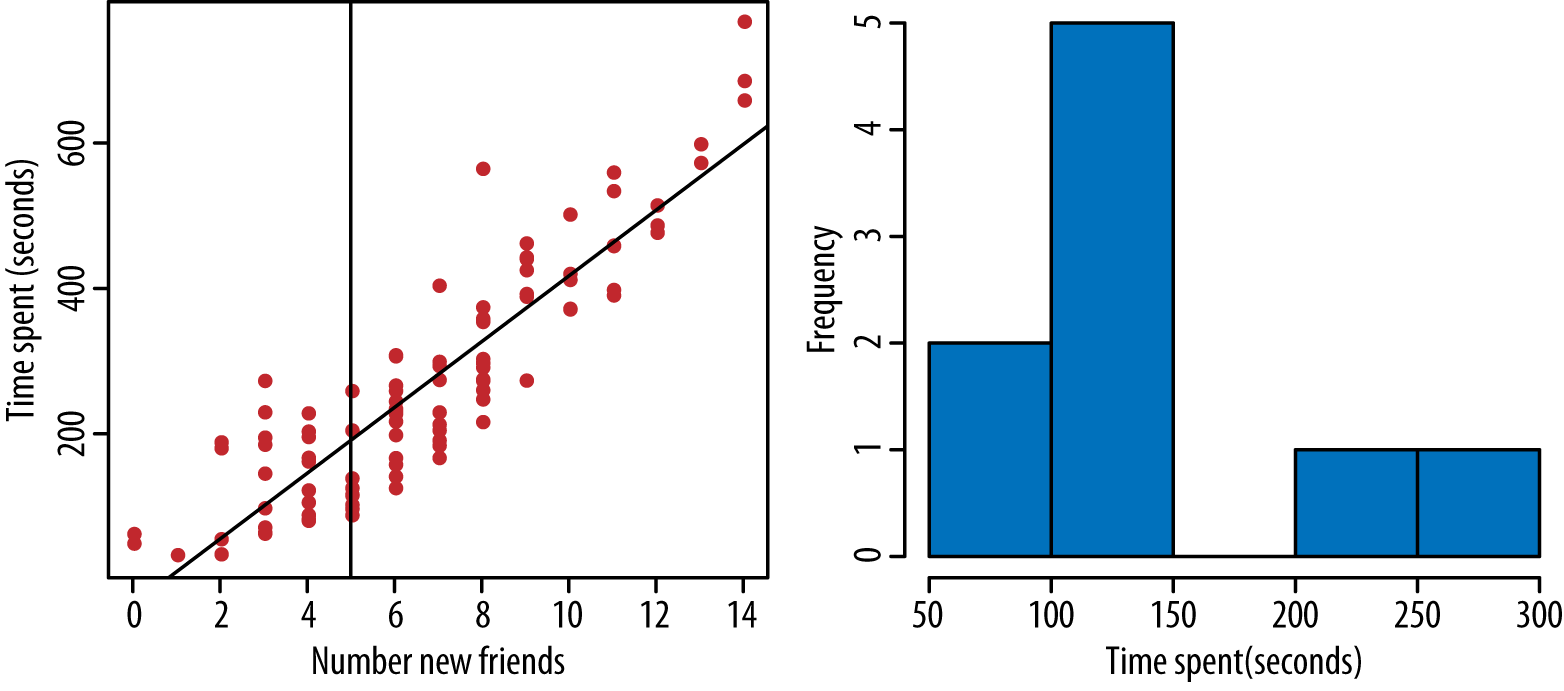 Time spent (seconds)
600
400
200
0 2 4 6 8 10 12 14
Number new friends
Frequency
5
4
3
2
1
0
50 100 150 200 250 300
Time spent(seconds)